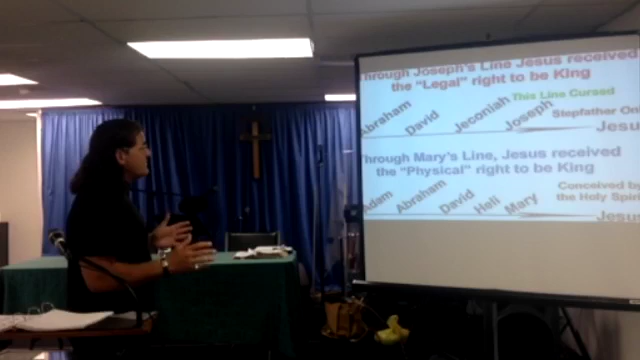 Through Joseph's Line Jesus received
the "Legal" right to be King
This Line Cursed
Abraham David Jeconiah Joseph Stepfather Onl
Jesu
Through Mary's Line, Jesus received
the "Physical" right to be King
Conceived by
the Holy Spiri
Adam Abraham David Heli Mary
Jesu